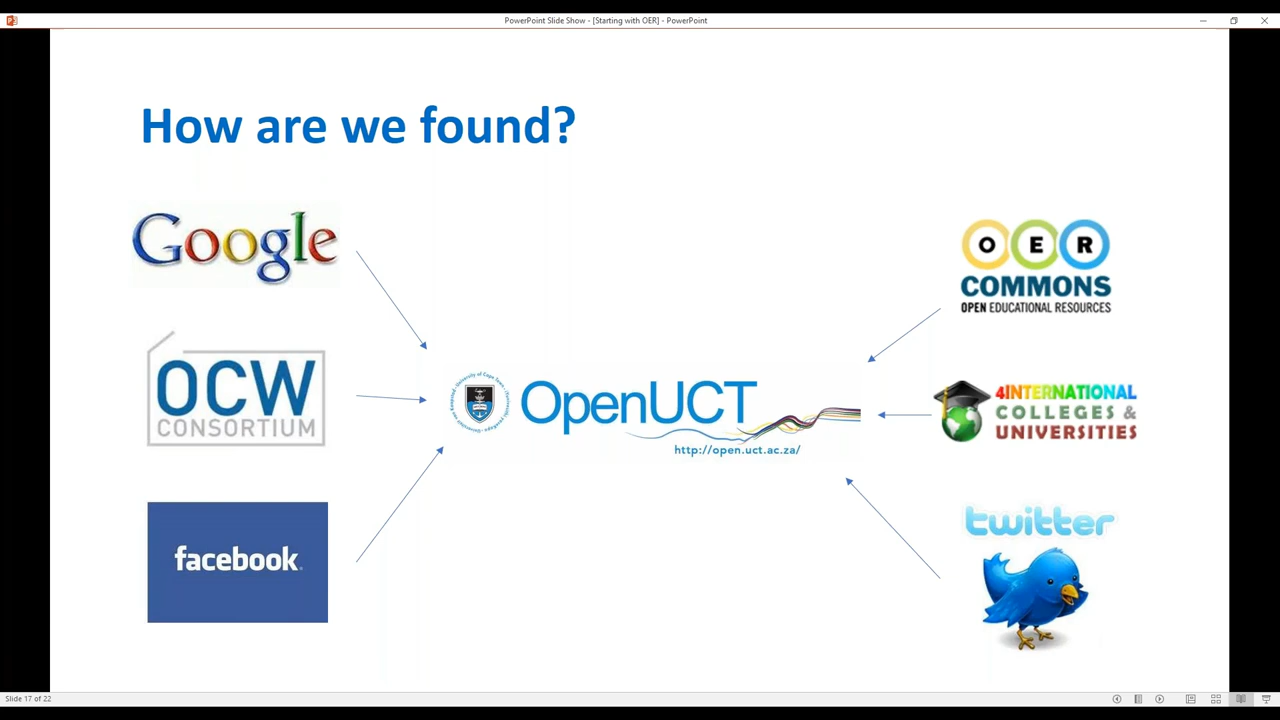 PowerPoint Slide Show - [Starting with OER] - PowerPoint
How are we found?
Google
OCW
CONSORTIUM
facebook
OpenUCT
http://open.uct.ac.za/
OER
COMMONS
OPEN EDUCATIONAL RESOURCES
4INTERNATIONAL
COLLEGES &
UNIVERSITIES
twitter
Slide 17 of 22